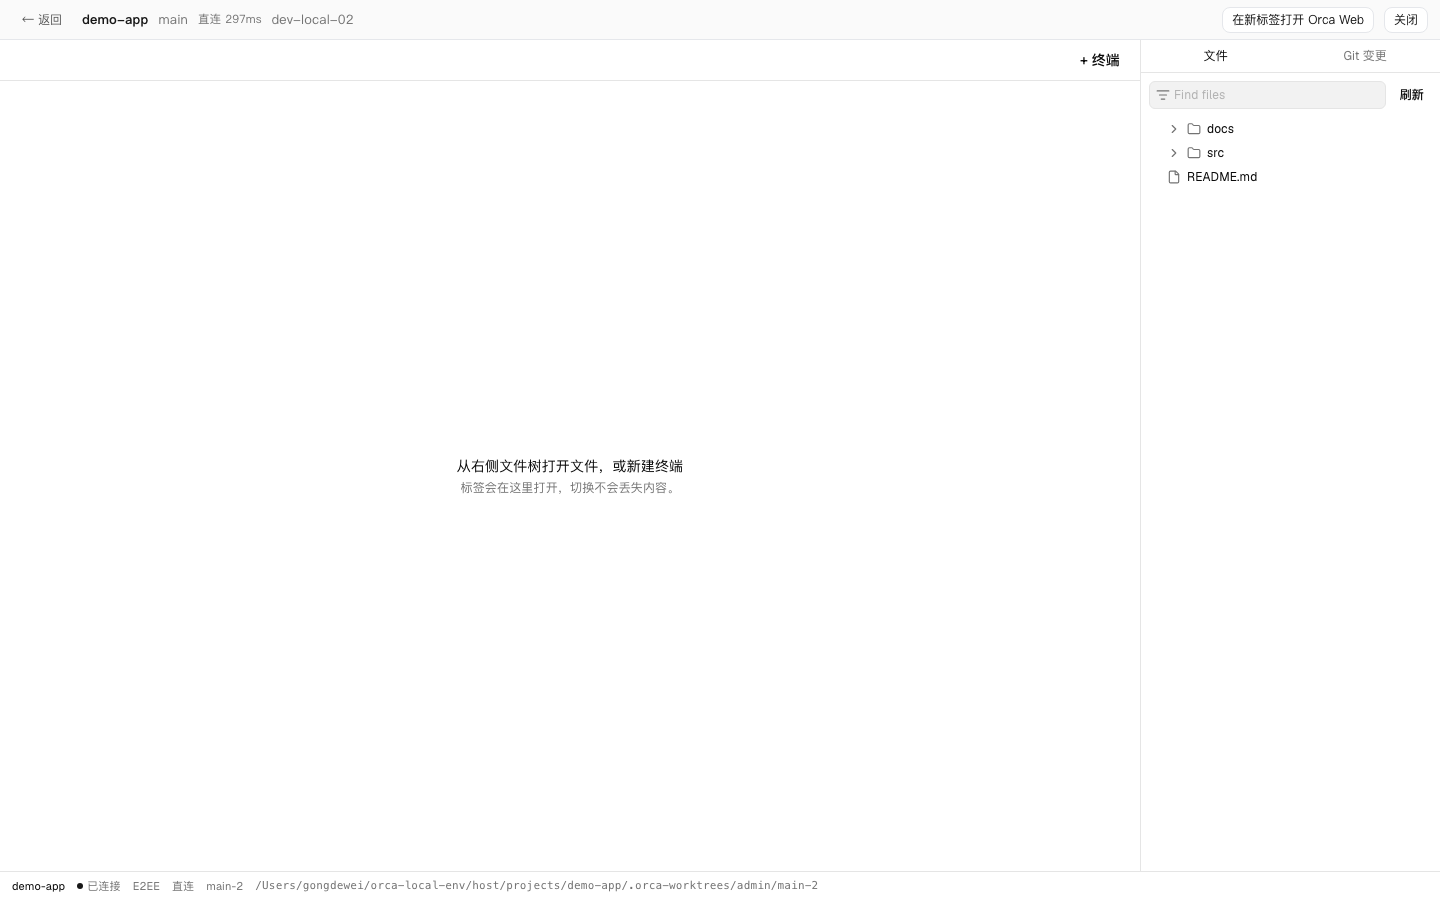 ← 返回 demo-app main 直连 297ms dev-local-02 在新标签打开 Orca Web 关闭
+ 终端
文件 Git 变更
Find files 刷新
docs
src
README.md
从右侧文件树打开文件，或新建终端
标签会在这里打开，切换不会丢失内容。
demo-app ● 已连接 E2EE 直连 main-2 /Users/gongdewei/orca-local-env/host/projects/demo-app/.orca-worktrees/admin/main-2